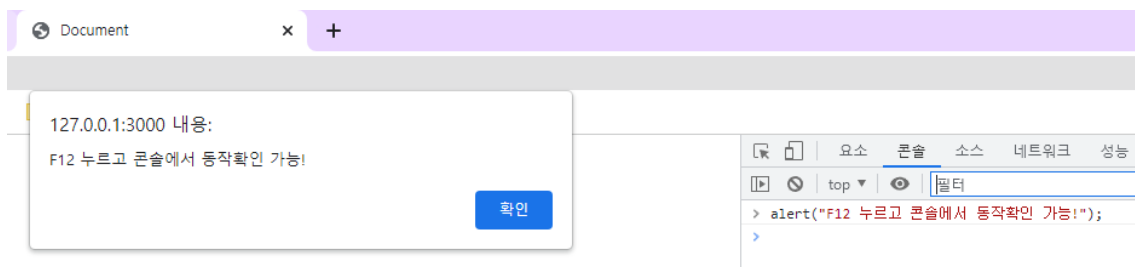 Document
127.0.0.1:3000 내용:
F12 누르고 콘솔에서 동작확인 가능!
확인
요소 콘솔 소스 네트워크 성능
top 필터
> alert("F12 누르고 콘솔에서 동작확인 가능!");
>